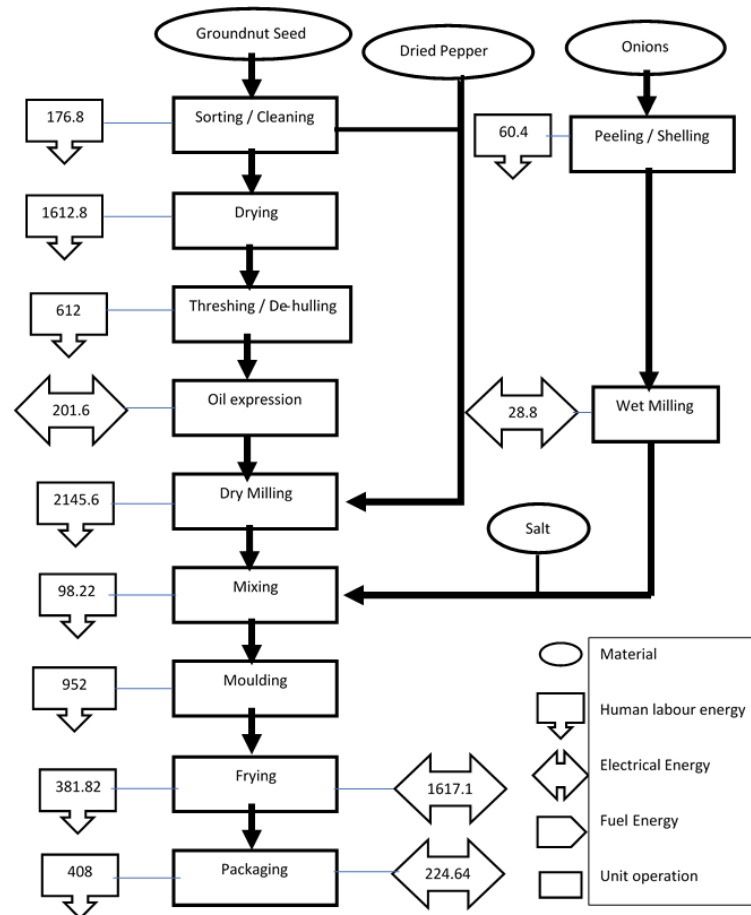 Groundnut Seed
Dried Pepper
Onions
176.8
Sorting / Cleaning
60.4
Peeling / Shelling
1612.8
Drying
612
Threshing / De-hulling
201.6
Oil expression
28.8
Wet Milling
2145.6
Dry Milling
Salt
98.22
Mixing
952
Moulding
381.82
Frying
1617.1
408
Packaging
224.64
Material
Human labour energy
Electrical Energy
Fuel Energy
Unit operation